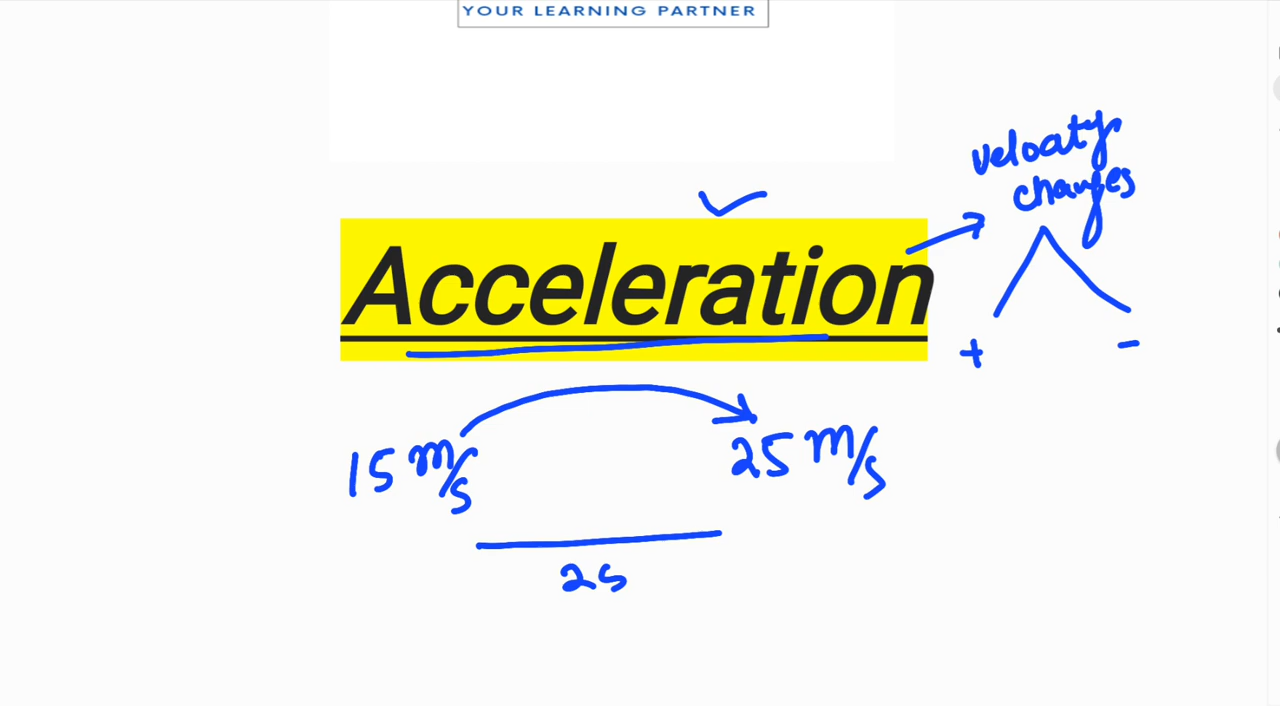 YOUR LEARNING PARTNER
velocity
changes
Acceleration
+ -
15 m/s 25 m/s
2s